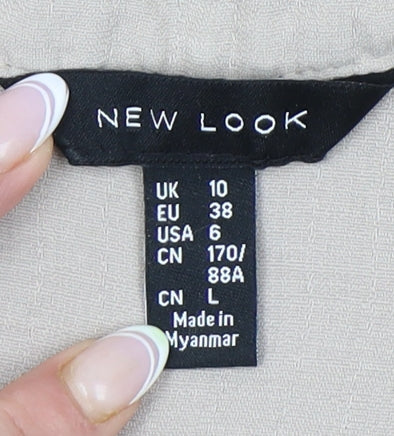 NEW LOOK
UK 10
EU 38
USA 6
CN 170/
88A
CN L
Made in
Myanmar